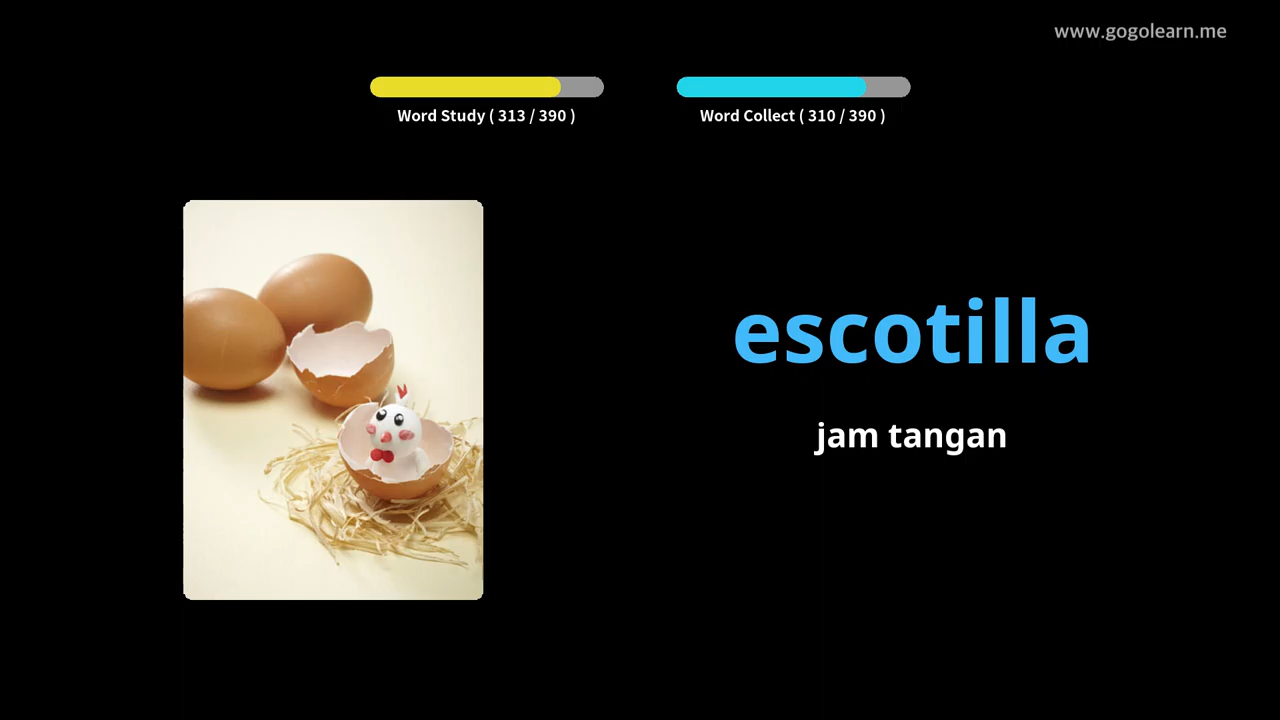 www.gogolearn.me
Word Study ( 313 / 390 )
Word Collect ( 310 / 390 )
escotilla
jam tangan